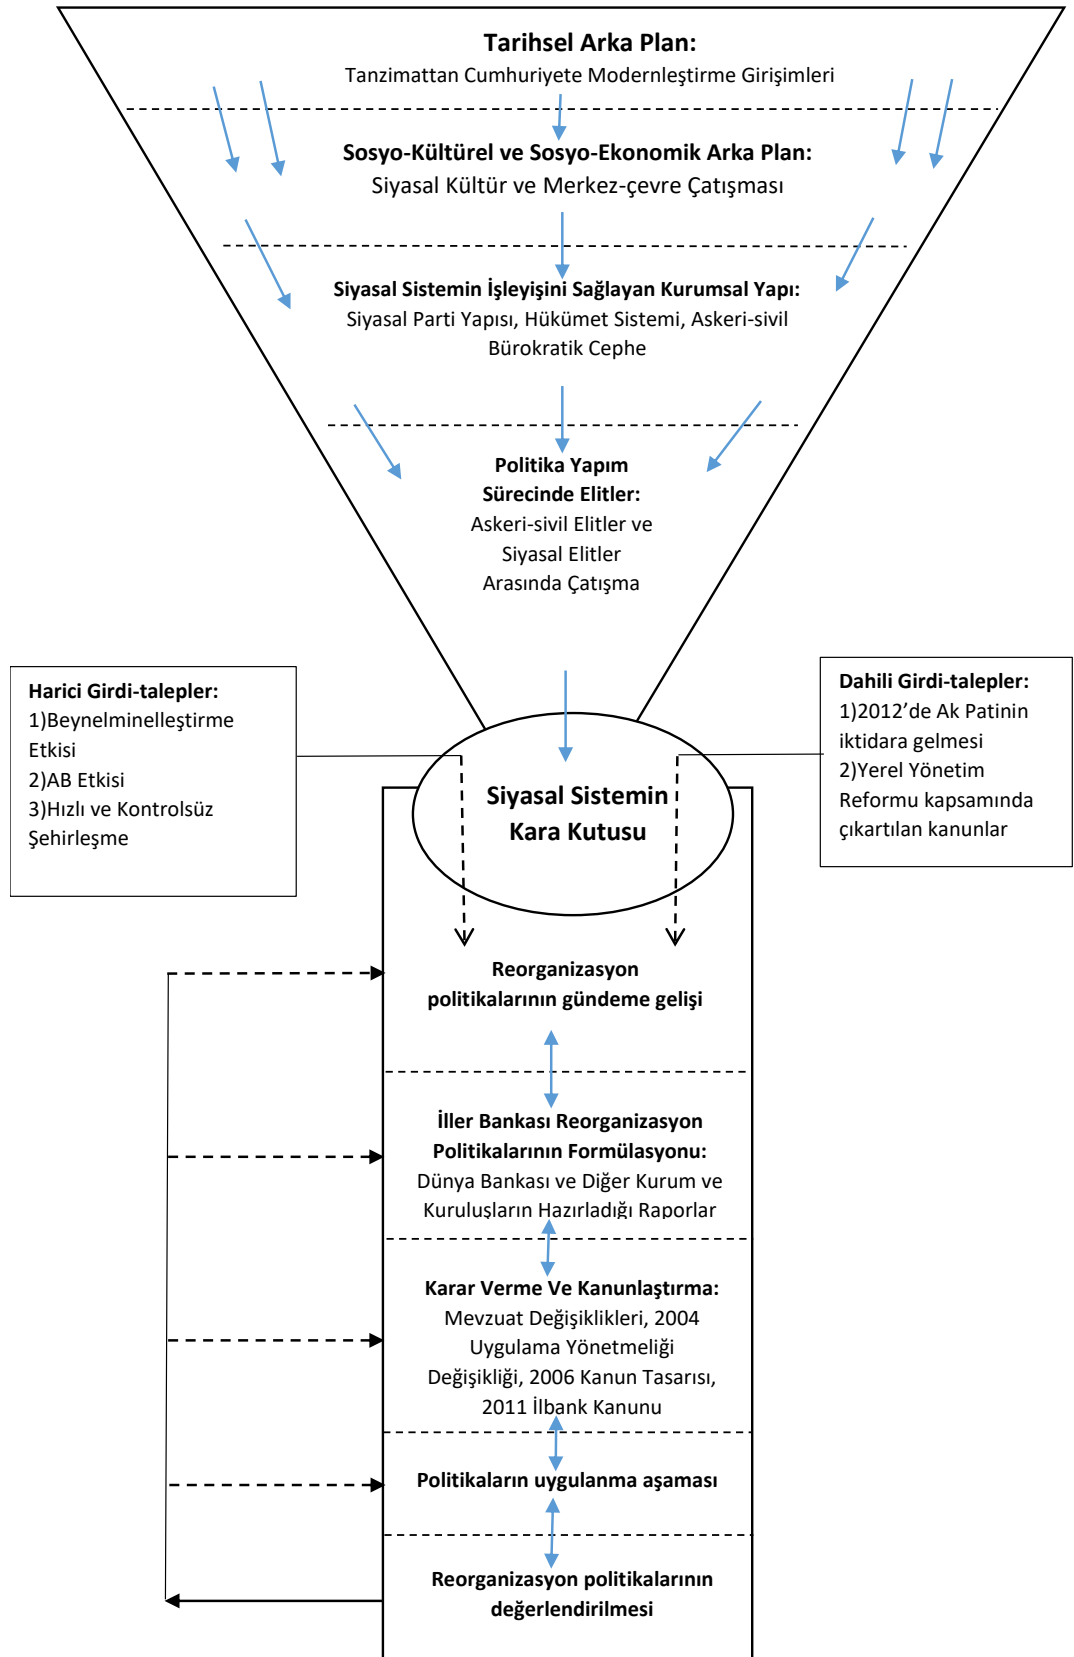 Tarihsel Arka Plan:
Tanzimattan Cumhuriyete Modernleştirme Girişimleri
Sosyo-Kültürel ve Sosyo-Ekonomik Arka Plan:
Siyasal Kültür ve Merkez-çevre Çatışması
Siyasal Sistemin İşleyişini Sağlayan Kurumsal Yapı:
Siyasal Parti Yapısı, Hükümet Sistemi, Askeri-sivil
Bürokratik Cephe
Politika Yapım
Sürecinde Elitler:
Askeri-sivil Elitler ve
Siyasal Elitler
Arasında Çatışma
Harici Girdi-talepler:
1)Beynelminelleştirme
Etkisi
2)AB Etkisi
3)Hızlı ve Kontrolsüz
Şehirleşme
Dahili Girdi-talepler:
1)2012’de Ak Patinin
iktidara gelmesi
2)Yerel Yönetim
Reformu kapsamında
çıkartılan kanunlar
Siyasal Sistemin
Kara Kutusu
Reorganizasyon
politikalarının gündeme gelişi
İller Bankası Reorganizasyon
Politikalarının Formülasyonu:
Dünya Bankası ve Diğer Kurum ve
Kuruluşların Hazırladığı Raporlar
Karar Verme Ve Kanunlaştırma:
Mevzuat Değişiklikleri, 2004
Uygulama Yönetmeliği
Değişikliği, 2006 Kanun Tasarısı,
2011 İlbank Kanunu
Politikaların uygulanma aşaması
Reorganizasyon politikalarının
değerlendirilmesi